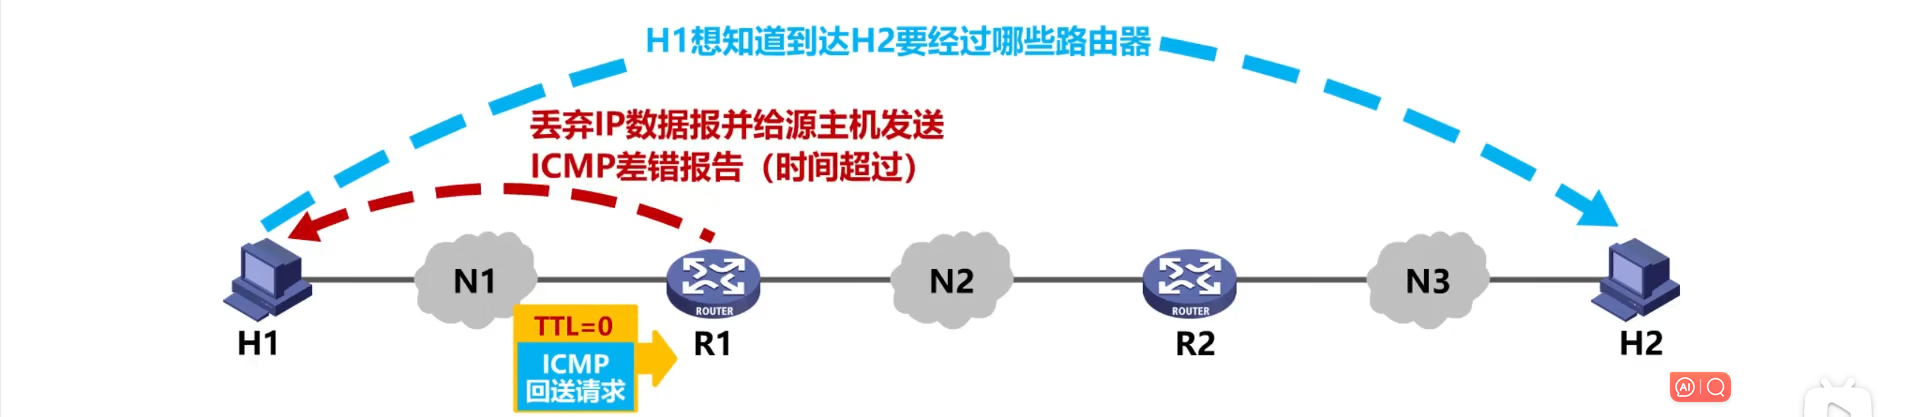 H1想知道到达H2要经过哪些路由器
丢弃IP数据报并给源主机发送
ICMP差错报告（时间超过）
N1
N2
N3
ROUTER
ROUTER
TTL=0
ICMP
回送请求
H1
R1
R2
H2
AI